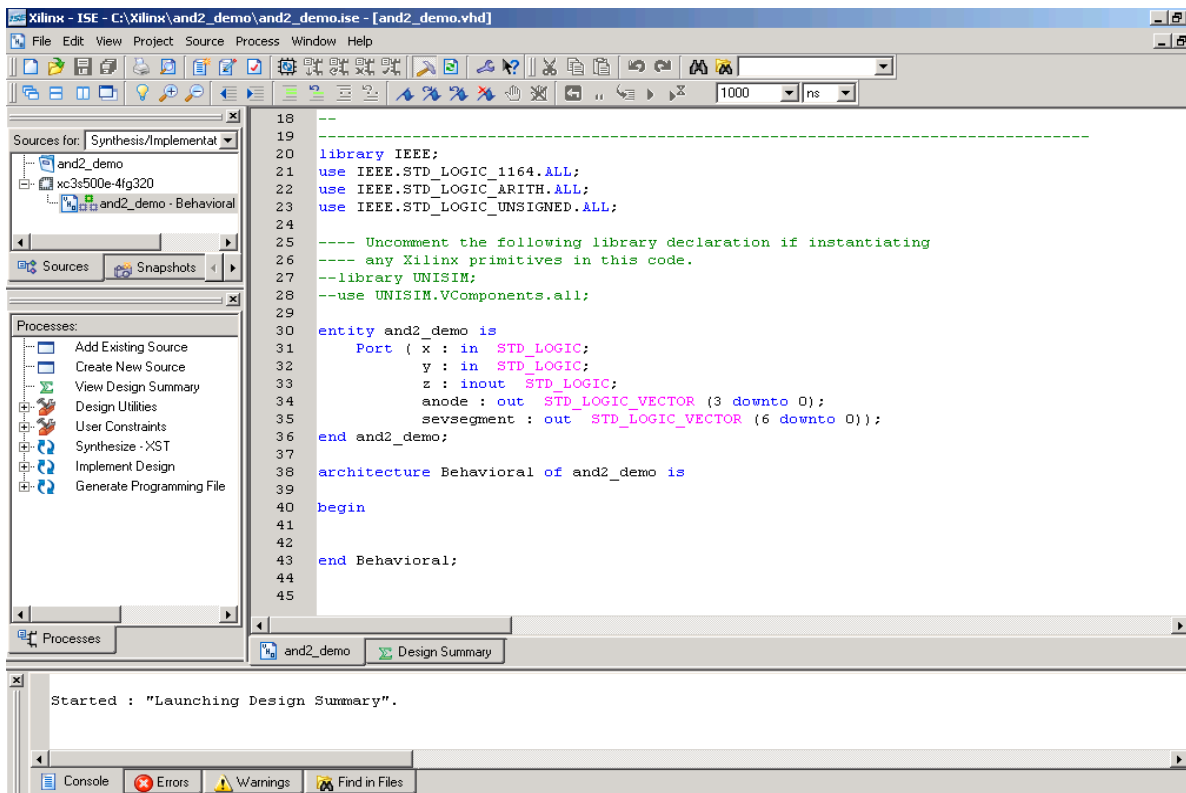 Xilinx - ISE - C:\Xilinx\and2_demo\and2_demo.ise - [and2_demo.vhd]
File Edit View Project Source Process Window Help
1000 ns
Sources for: Synthesis/Implementat
and2_demo
xc3s500e-4fg320
and2_demo - Behavioral
Sources Snapshots
Processes:
Add Existing Source
Create New Source
View Design Summary
Design Utilities
User Constraints
Synthesize - XST
Implement Design
Generate Programming File
Processes
18 --
19 ----------------------------------------------------------------------------------
20 library IEEE;
21 use IEEE.STD_LOGIC_1164.ALL;
22 use IEEE.STD_LOGIC_ARITH.ALL;
23 use IEEE.STD_LOGIC_UNSIGNED.ALL;
24
25 ---- Uncomment the following library declaration if instantiating
26 ---- any Xilinx primitives in this code.
27 --library UNISIM;
28 --use UNISIM.VComponents.all;
29
30 entity and2_demo is
31     Port ( x : in  STD_LOGIC;
32            y : in  STD_LOGIC;
33            z : inout  STD_LOGIC;
34            anode : out  STD_LOGIC_VECTOR (3 downto 0);
35            sevsegment : out  STD_LOGIC_VECTOR (6 downto 0));
36 end and2_demo;
37
38 architecture Behavioral of and2_demo is
39
40 begin
41
42
43 end Behavioral;
44
45
and2_demo Design Summary
Started : "Launching Design Summary".
Console Errors Warnings Find in Files